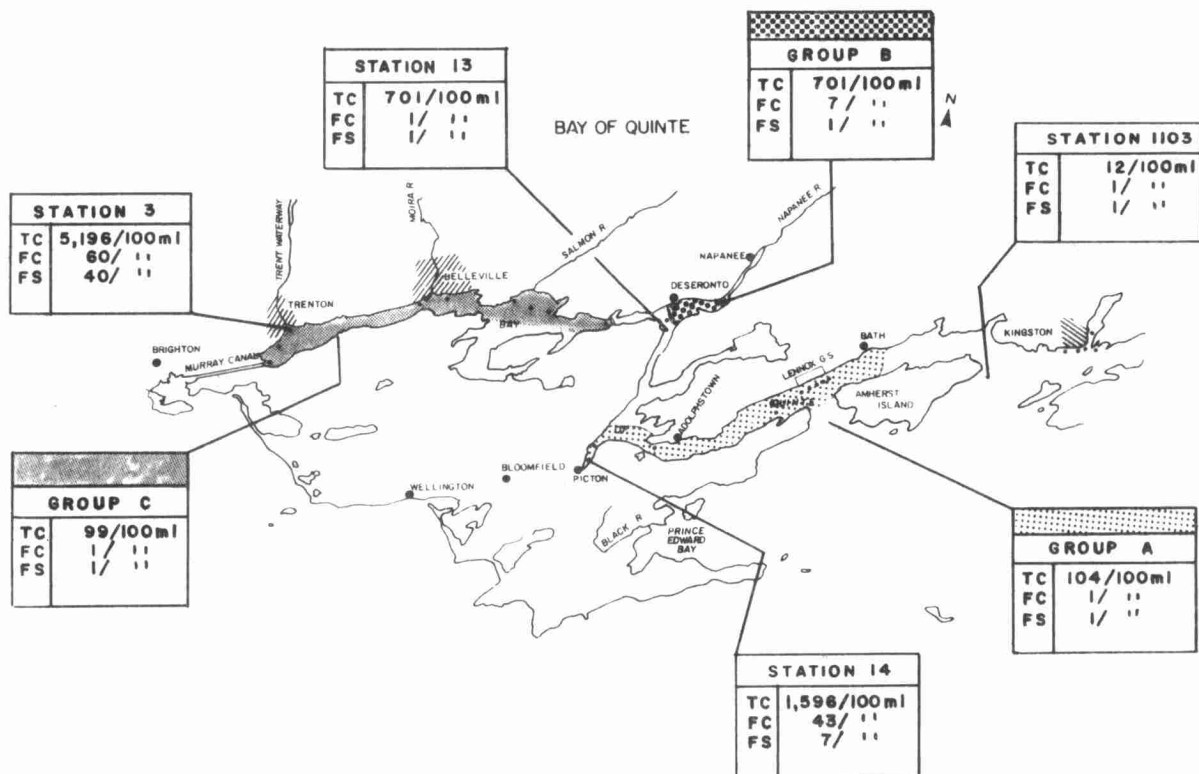 STATION 13
TC 701/100ml
FC 1/ "
FS 1/ "
GROUP B
TC 701/100ml
FC 7/ "
FS 1/ "
BAY OF QUINTE
N
STATION 1103
TC 12/100ml
FC 1/ "
FS 1/ "
STATION 3
TC 5,196/100ml
FC 60/ "
FS 40/ "
TRENT WATERWAY
MOIRA R
SALMON R
NAPANEE R
NAPANEE
BELLEVILLE
DESERONTO
TRENTON
BAY
KINGSTON
BATH
BRIGHTON
MURRAY CANAL
LENNOX G S
AMHERST
ISLAND
QUINTE
ADOLPHSTOWN
OF
BLOOMFIELD
PICTON
WELLINGTON
BLACK R
PRINCE
EDWARD
BAY
GROUP C
TC 99/100ml
FC 1/ "
FS 1/ "
GROUP A
TC 104/100ml
FC 1/ "
FS 1/ "
STATION 14
TC 1,596/100ml
FC 43/ "
FS 7/ "